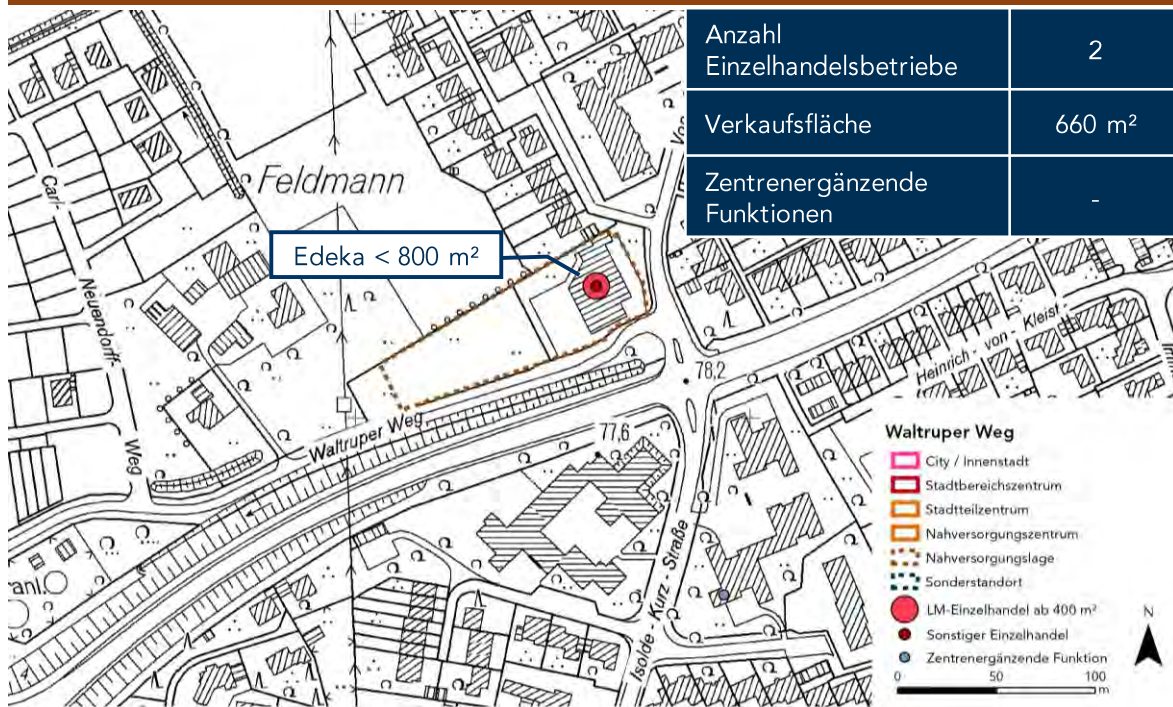 Anzahl
Einzelhandelsbetriebe
2
Verkaufsfläche
660 m²
Zentrenergänzende
Funktionen
-
Feldmann
Edeka < 800 m²
Carl-
Neuendorff-
Weg
Von
Heinrich - von - Kleist
78,2
77,6
Waltruper Weg
Isolde - Kurz - Straße
anl.
Waltruper Weg
City / Innenstadt
Stadtbereichszentrum
Stadtteilzentrum
Nahversorgungszentrum
Nahversorgungslage
Sonderstandort
LM-Einzelhandel ab 400 m²
Sonstiger Einzelhandel
Zentrenergänzende Funktion
N
0 50 100
m